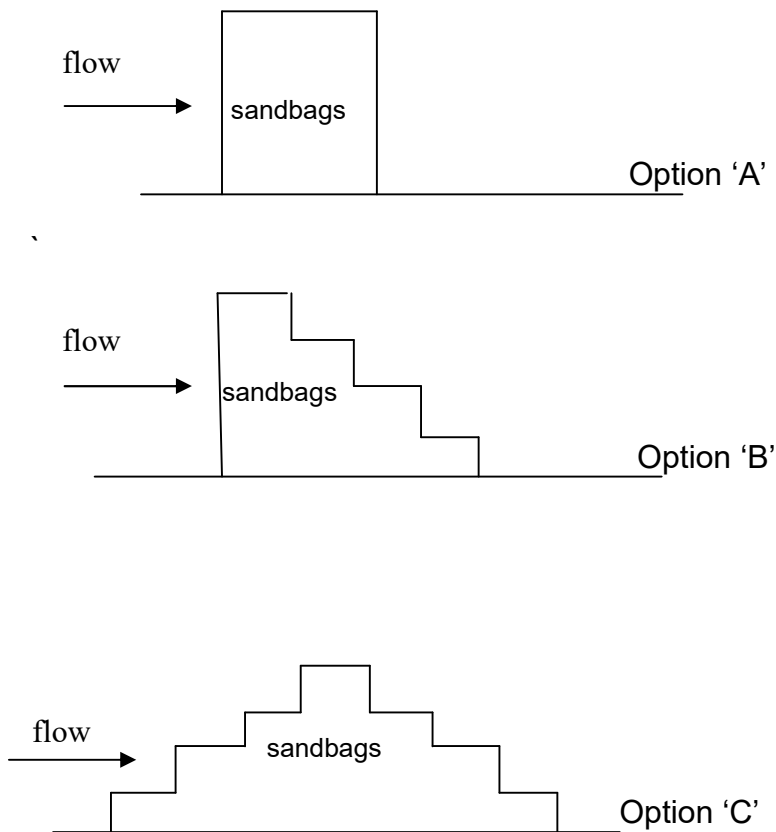 flow
sandbags
Option ‘A’
`
flow
sandbags
Option ‘B’
flow
sandbags
Option ‘C’